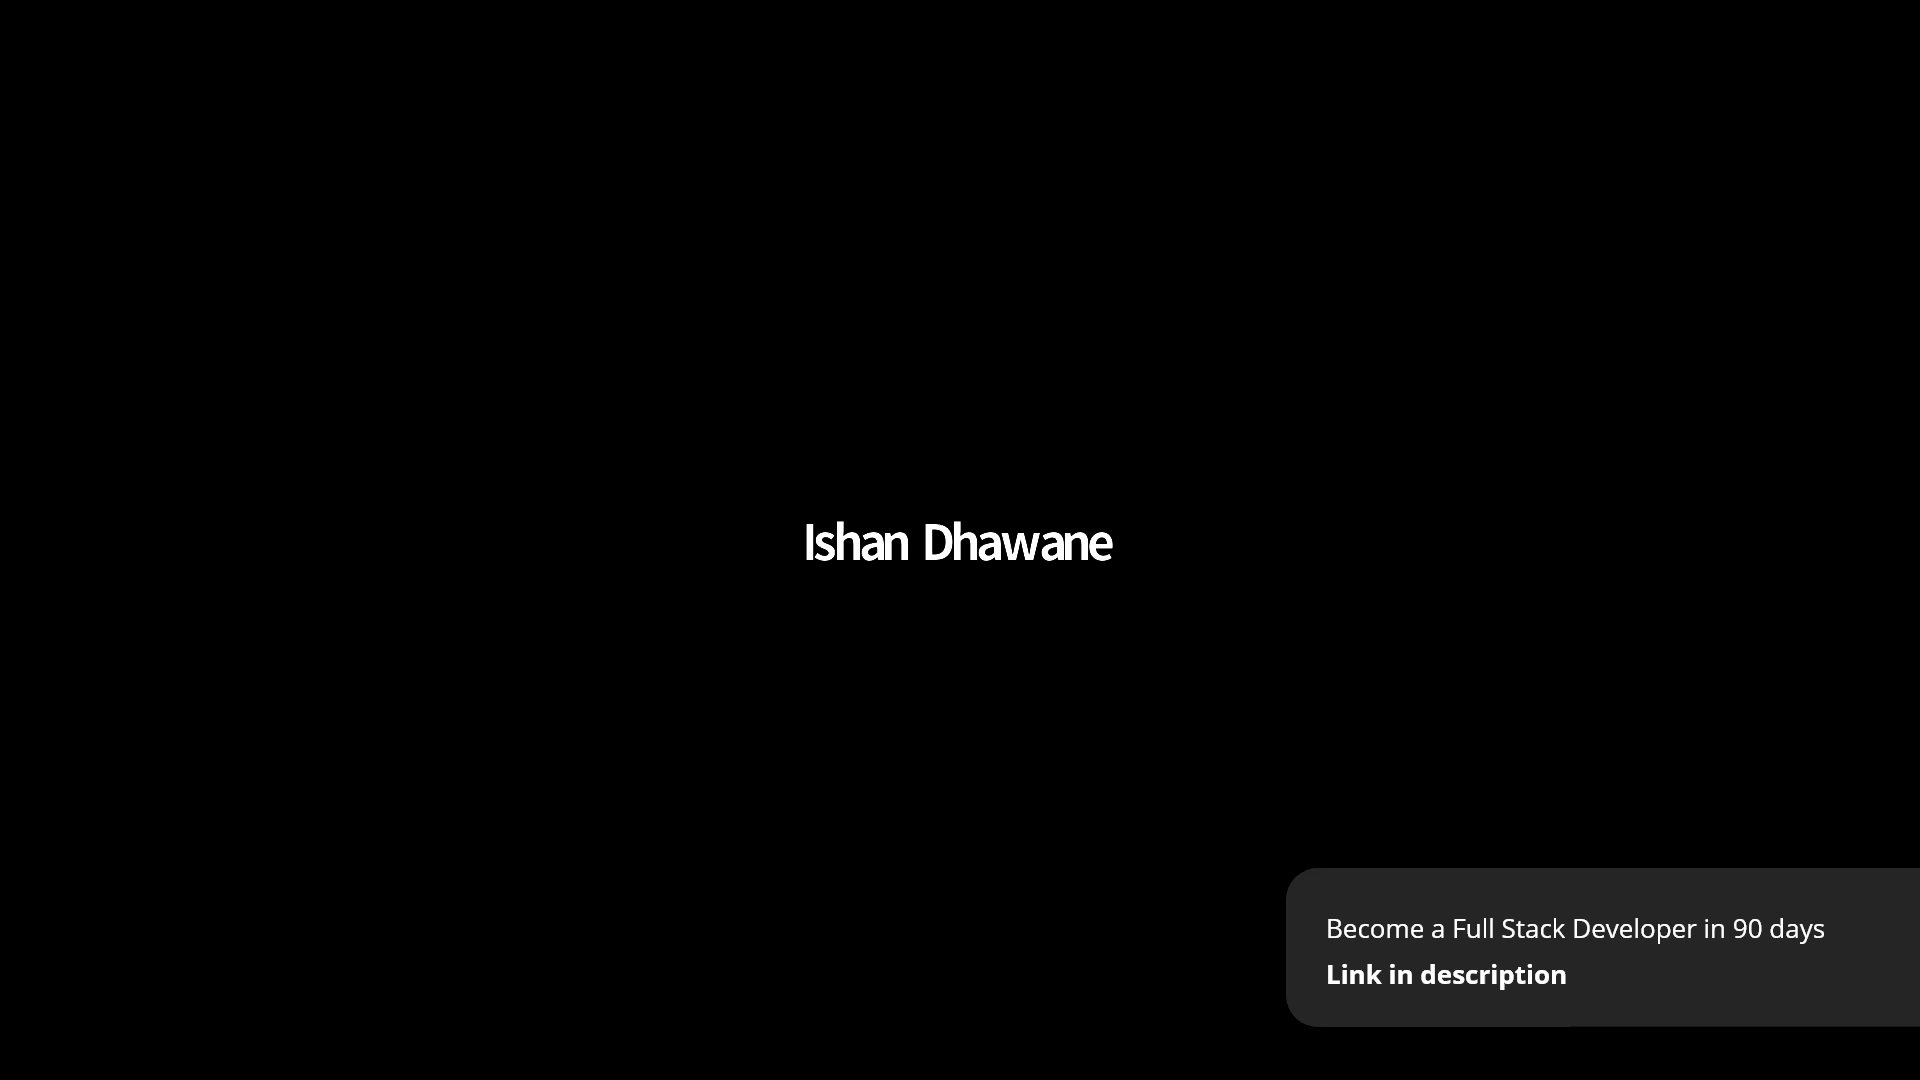 Ishan Dhawane
Become a Full Stack Developer in 90 days
Link in description